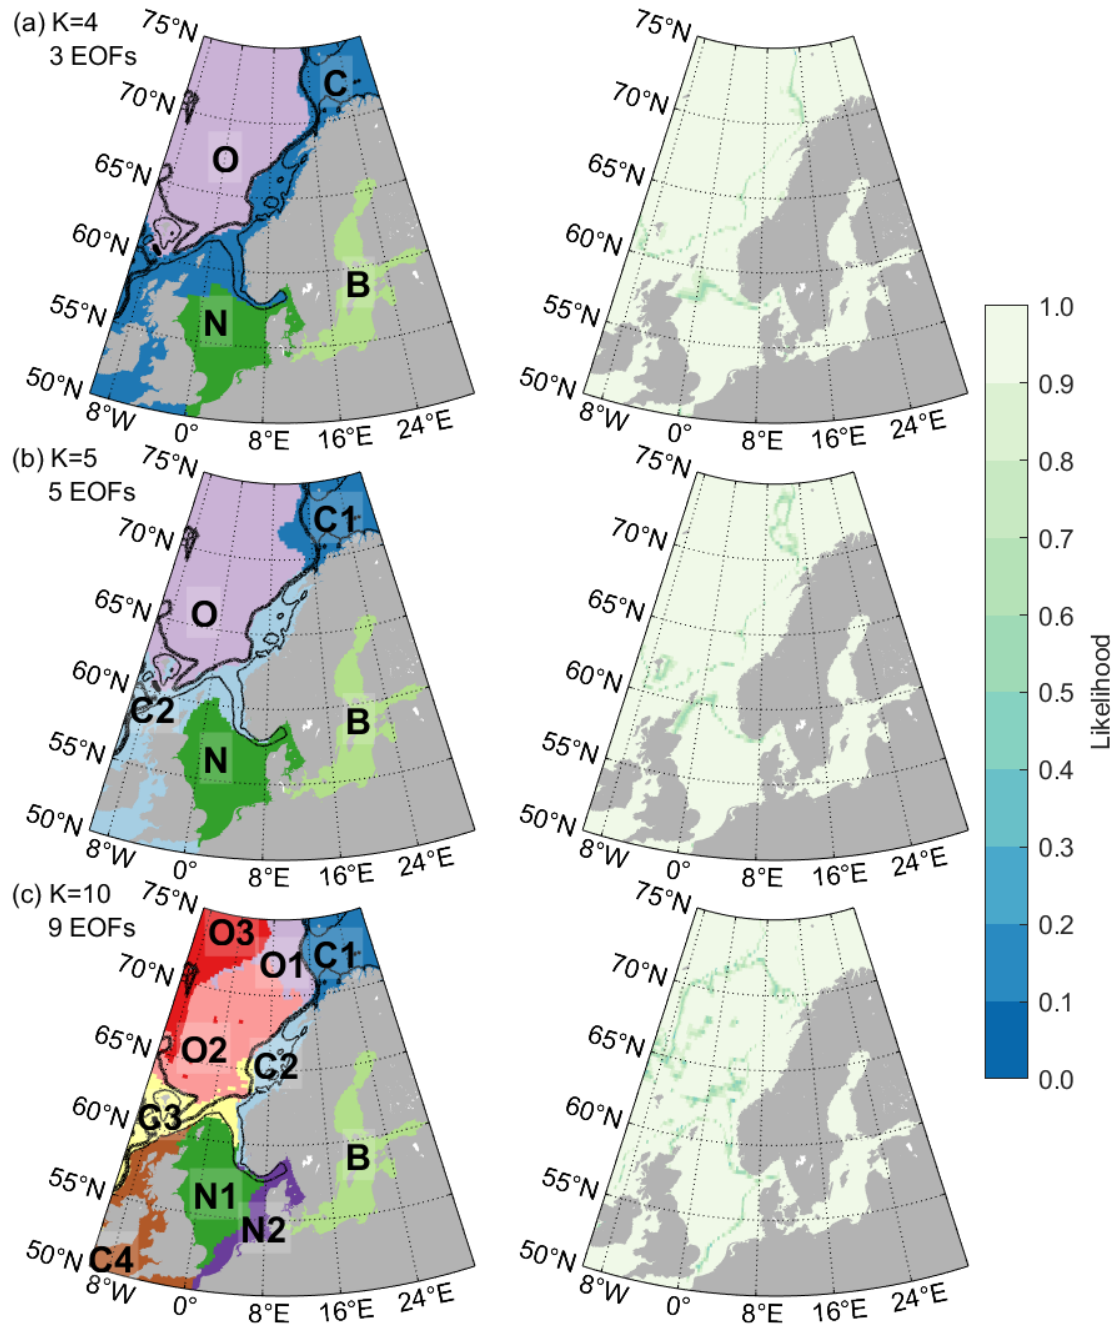 (a) K=4
3 EOFs
75°N
70°N
65°N
60°N
55°N
50°N
8°W
0°
8°E
16°E
24°E
C
O
N
B
75°N
70°N
65°N
60°N
55°N
50°N
8°W
0°
8°E
16°E
24°E
(b) K=5
5 EOFs
75°N
70°N
65°N
60°N
55°N
50°N
8°W
0°
8°E
16°E
24°E
C1
O
C2
N
B
75°N
70°N
65°N
60°N
55°N
50°N
8°W
0°
8°E
16°E
24°E
(c) K=10
9 EOFs
75°N
70°N
65°N
60°N
55°N
50°N
8°W
0°
8°E
16°E
24°E
O3
O1
C1
O2
C2
C3
B
N1
N2
C4
75°N
70°N
65°N
60°N
55°N
50°N
8°W
0°
8°E
16°E
24°E
1.0
0.9
0.8
0.7
0.6
0.5
0.4
0.3
0.2
0.1
0.0
Likelihood